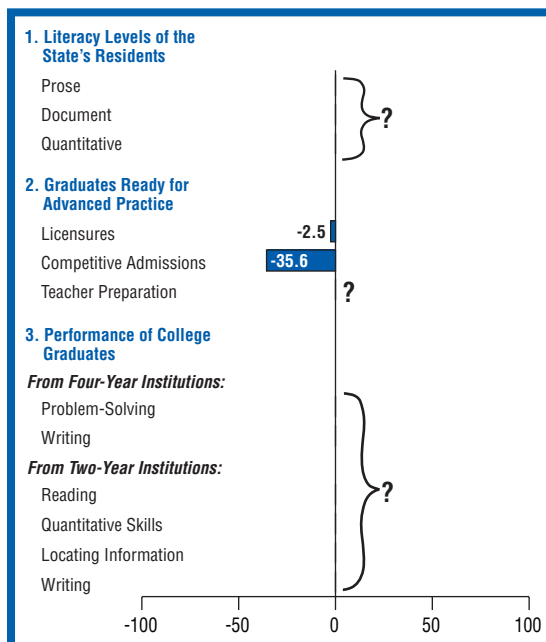 1. Literacy Levels of the
State's Residents
Prose
Document
?
Quantitative
2. Graduates Ready for
Advanced Practice
Licensures
-2.5
Competitive Admissions
-35.6
Teacher Preparation
?
3. Performance of College
Graduates
From Four-Year Institutions:
Problem-Solving
Writing
From Two-Year Institutions:
?
Reading
Quantitative Skills
Locating Information
Writing
-100 -50 0 50 100